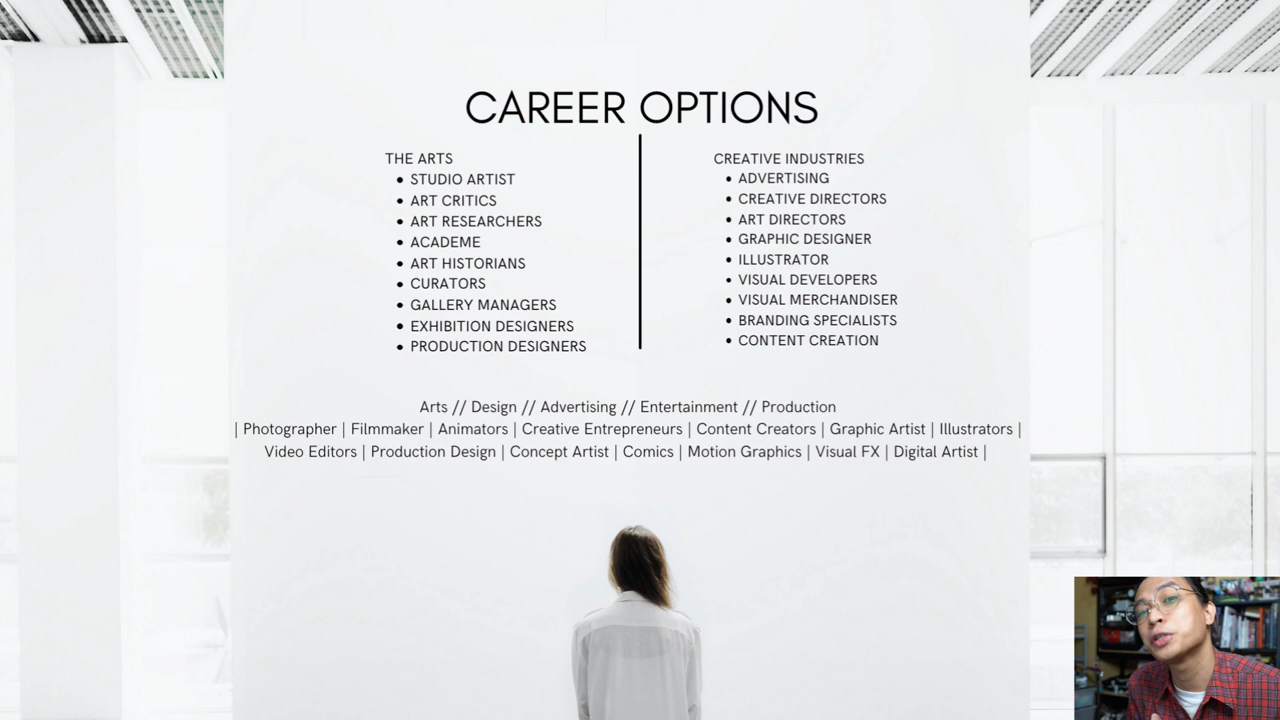 CAREER OPTIONS
THE ARTS
• STUDIO ARTIST
• ART CRITICS
• ART RESEARCHERS
• ACADEME
• ART HISTORIANS
• CURATORS
• GALLERY MANAGERS
• EXHIBITION DESIGNERS
• PRODUCTION DESIGNERS
CREATIVE INDUSTRIES
• ADVERTISING
• CREATIVE DIRECTORS
• ART DIRECTORS
• GRAPHIC DESIGNER
• ILLUSTRATOR
• VISUAL DEVELOPERS
• VISUAL MERCHANDISER
• BRANDING SPECIALISTS
• CONTENT CREATION
Arts // Design // Advertising // Entertainment // Production
| Photographer | Filmmaker | Animators | Creative Entrepreneurs | Content Creators | Graphic Artist | Illustrators |
Video Editors | Production Design | Concept Artist | Comics | Motion Graphics | Visual FX | Digital Artist |